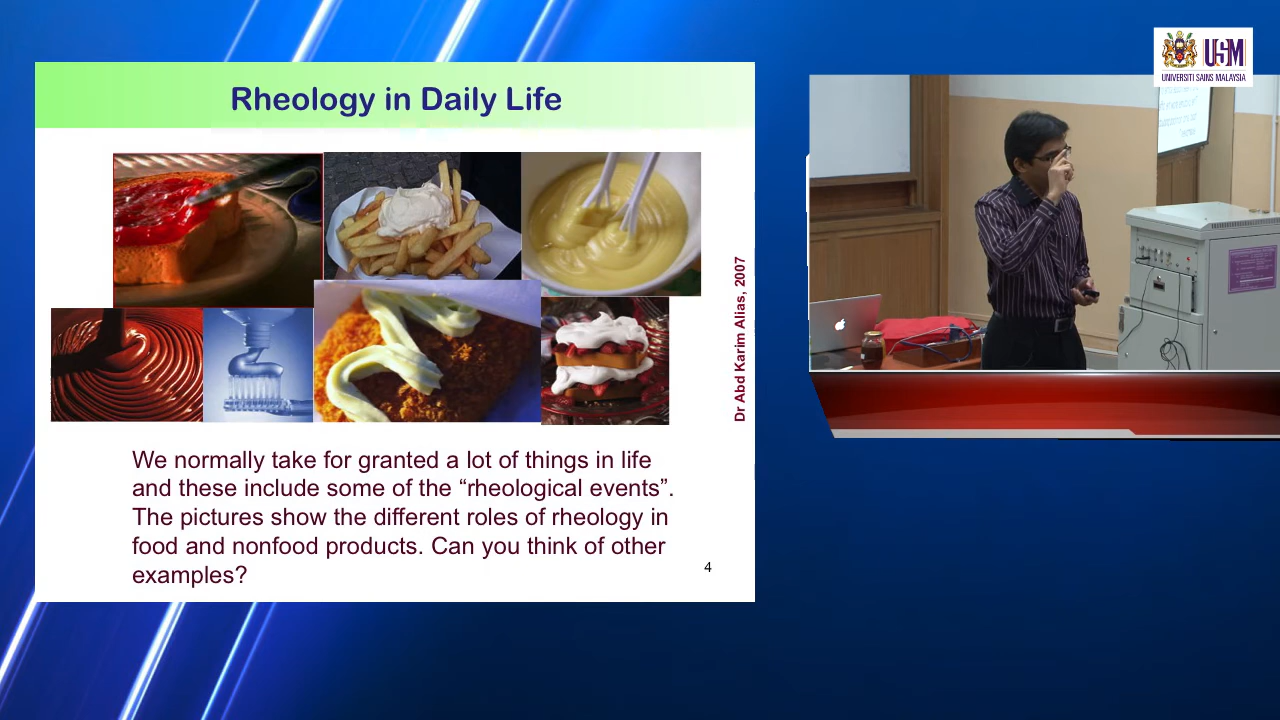 Rheology in Daily Life
We normally take for granted a lot of things in life
and these include some of the “rheological events”.
The pictures show the different roles of rheology in
food and nonfood products. Can you think of other
examples?
4
Dr Abd Karim Alias, 2007
USM
UNIVERSITI SAINS MALAYSIA